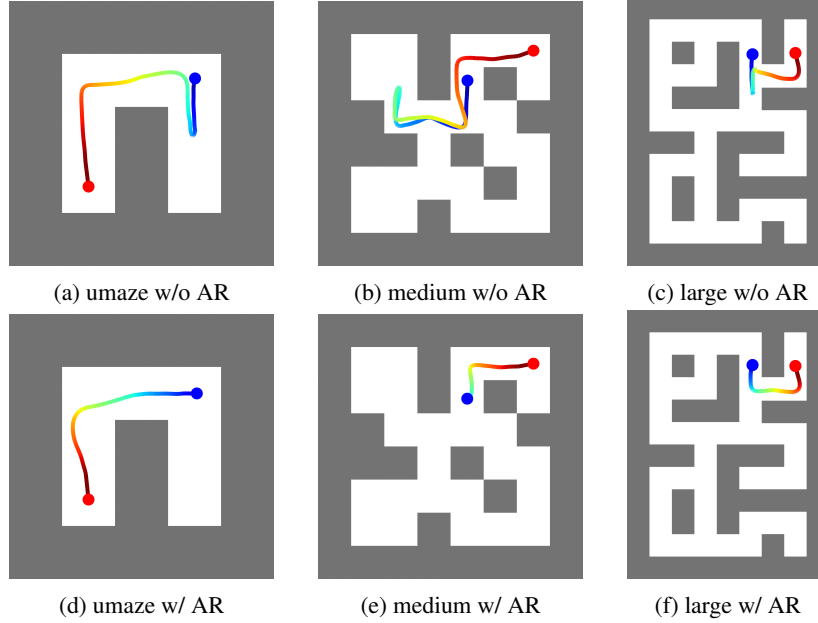 (a) umaze w/o AR
(b) medium w/o AR
(c) large w/o AR
(d) umaze w/ AR
(e) medium w/ AR
(f) large w/ AR